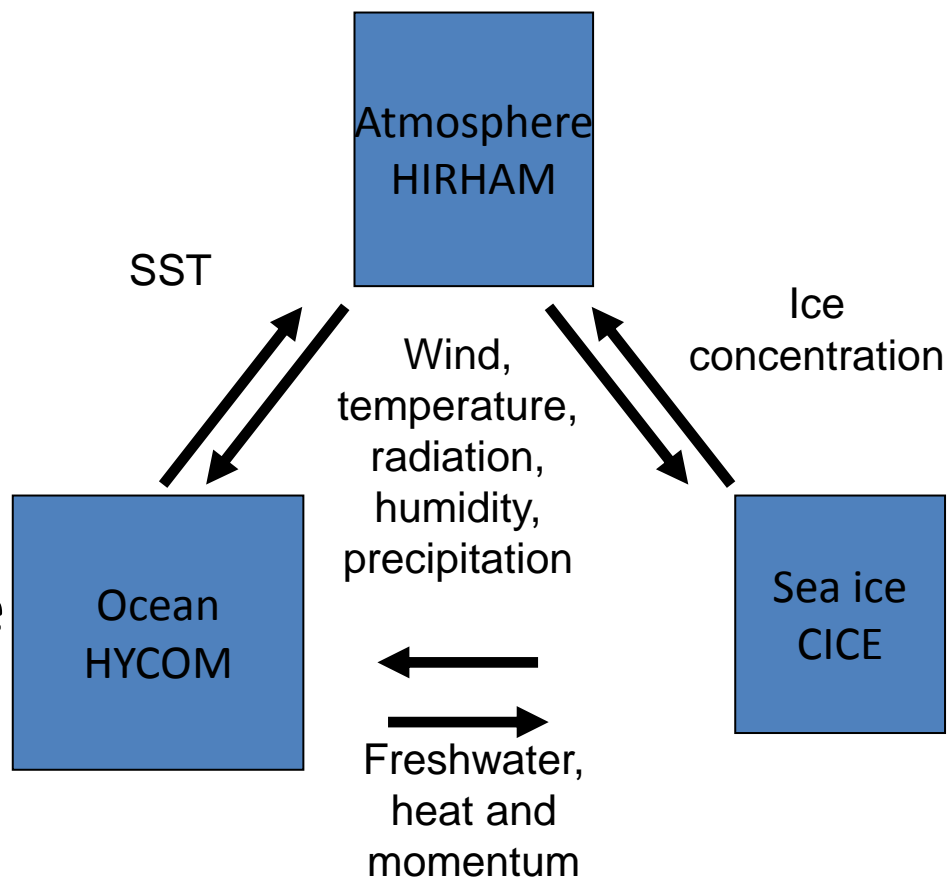 Atmosphere
HIRHAM
SST
Ice
concentration
Wind,
temperature,
radiation,
humidity,
precipitation
Ocean
HYCOM
Sea ice
CICE
Freshwater,
heat and
momentum